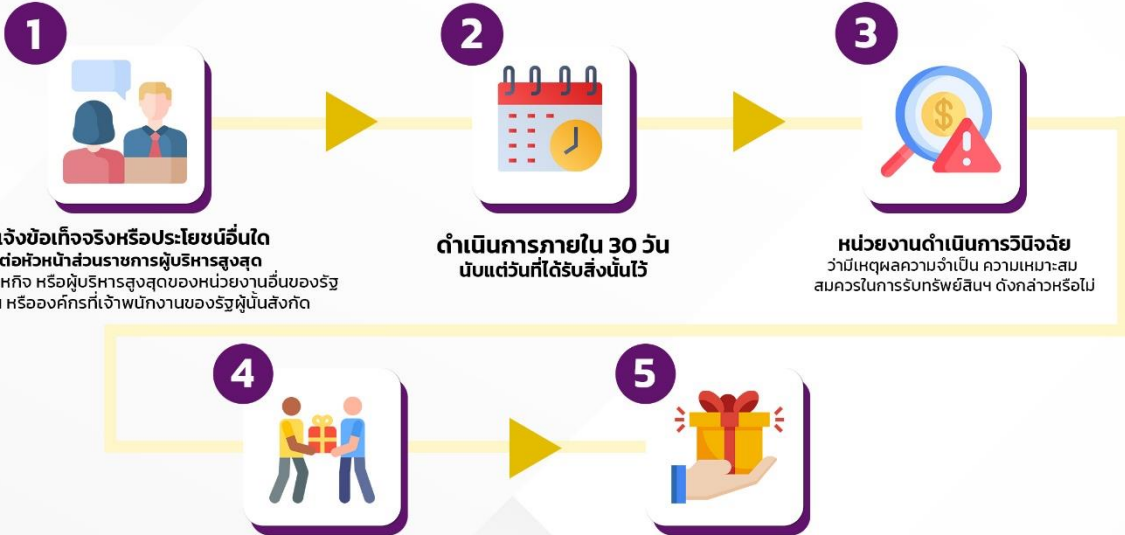 1
2
3
แจ้งข้อเท็จจริงหรือประโยชน์อื่นใด
ต่อหัวหน้าส่วนราชการผู้บริหารสูงสุด
หรือผู้บริหารสูงสุดของหน่วยงานอื่นของรัฐ
หรือองค์กรที่เจ้าพนักงานของรัฐผู้นั้นสังกัด
ดำเนินการภายใน 30 วัน
นับแต่วันที่ได้รับสิ่งนั้นไว้
หน่วยงานดำเนินการวินิจฉัย
ว่ามีเหตุผลความจำเป็น ความเหมาะสม
สมควรในการรับทรัพย์สินฯ ดังกล่าวหรือไม่
4
5